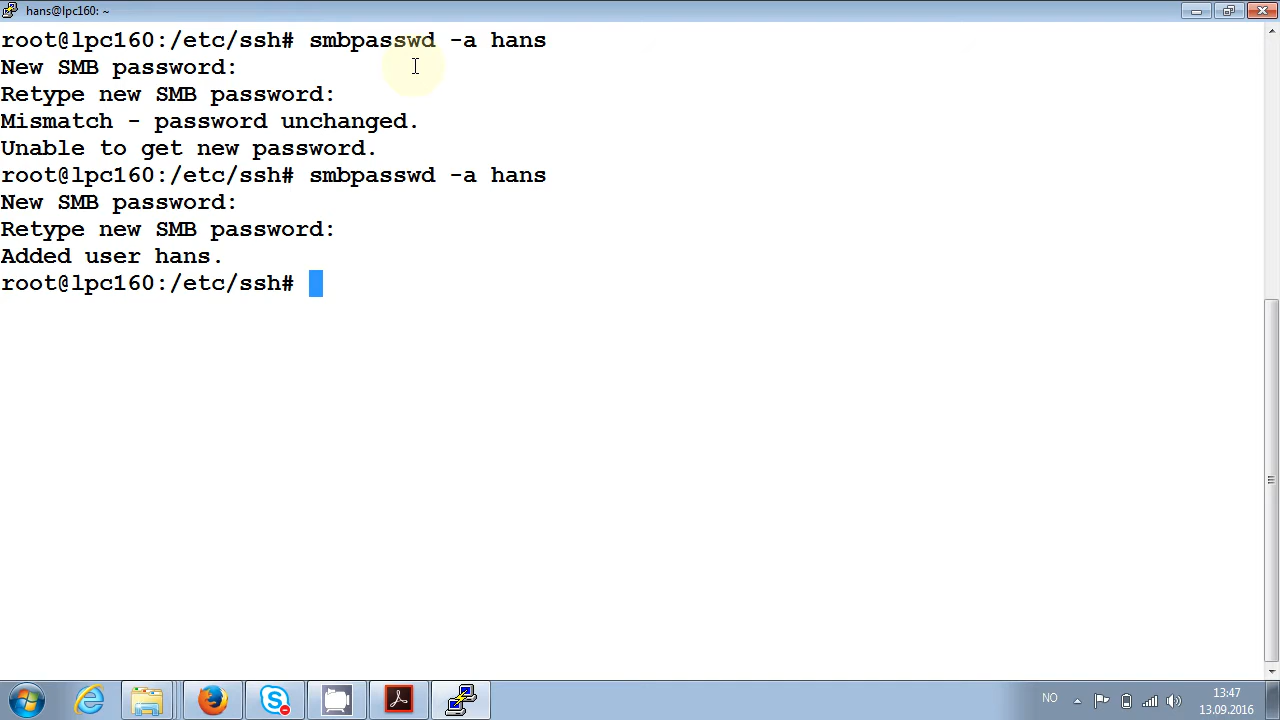 hans@lpc160: ~
root@lpc160:/etc/ssh# smbpasswd -a hans
New SMB password:
Retype new SMB password:
Mismatch - password unchanged.
Unable to get new password.
root@lpc160:/etc/ssh# smbpasswd -a hans
New SMB password:
Retype new SMB password:
Added user hans.
root@lpc160:/etc/ssh#
NO
13:47
13.09.2016